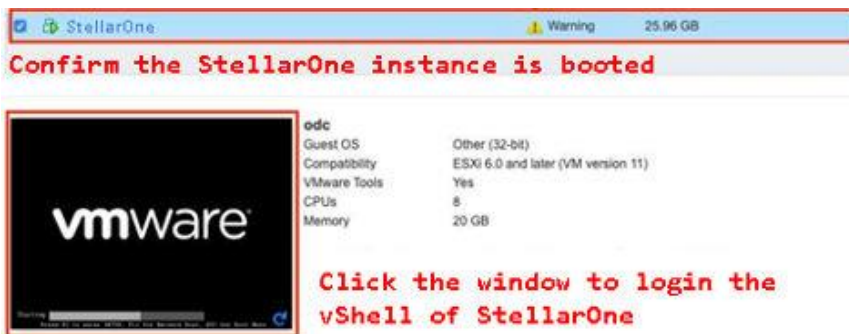 StellarOne Warning 25.96 GB
Confirm the StellarOne instance is booted
odc
Guest OS Other (32-bit)
Compatibility ESXi 6.0 and later (VM version 11)
VMware Tools Yes
CPUs 8
Memory 20 GB
vmware
Click the window to login the
vShell of StellarOne